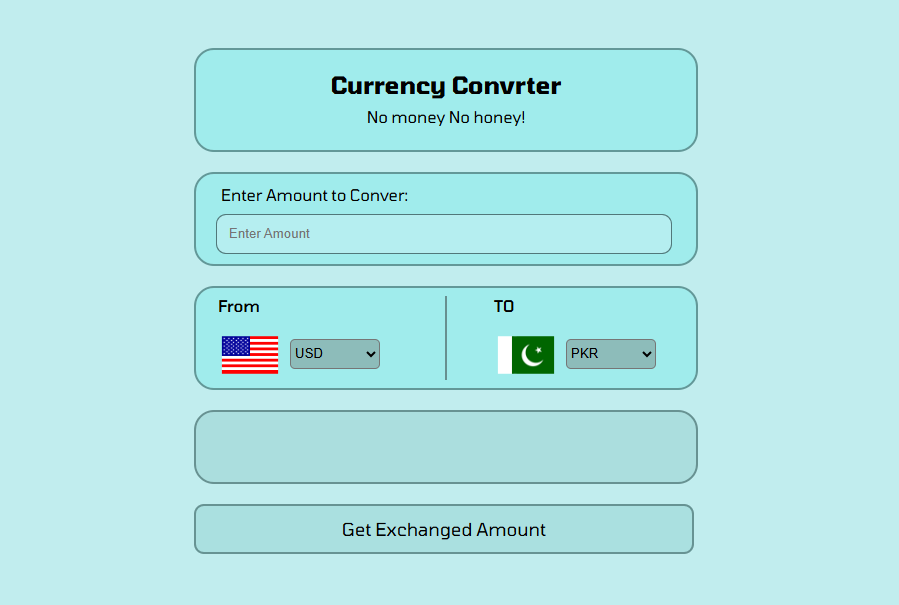 Currency Convrter
No money No honey!
Enter Amount to Conver:
Enter Amount
From
TO
USD
PKR
Get Exchanged Amount